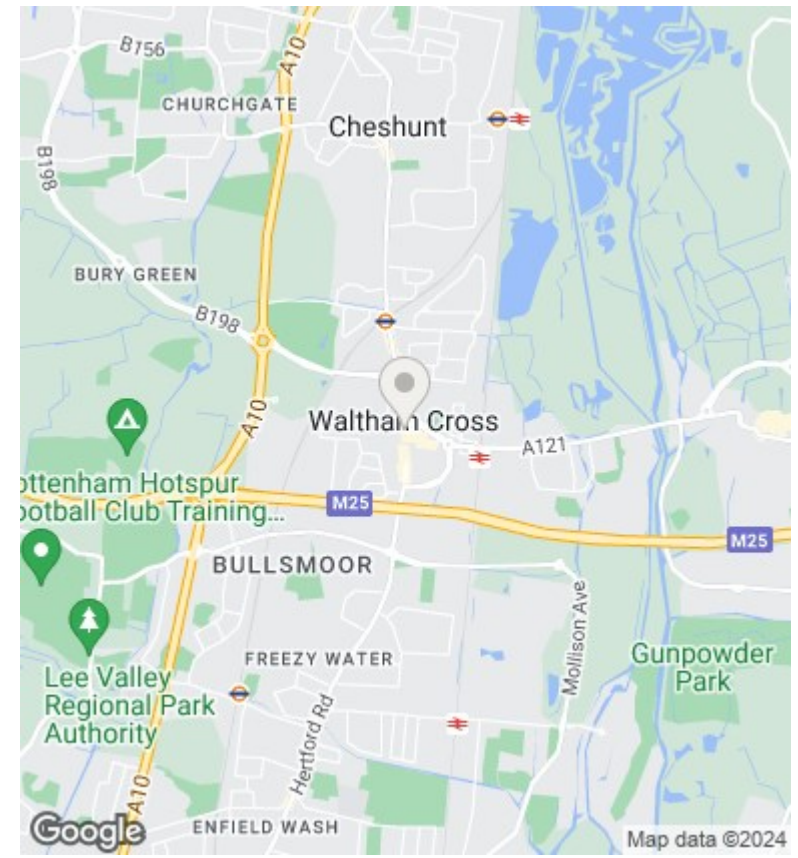 B156
A10
CHURCHGATE
Cheshunt
B198
BURY GREEN
B198
A10
Waltham Cross
A121
ottenham Hotspur
ootball Club Training...
M25
M25
BULLSMOOR
Mollison Ave
FREEZY WATER
Gunpowder
Park
Lee Valley
Regional Park
Authority
Hertford Rd
A10
ENFIELD WASH
Google
Map data ©2024